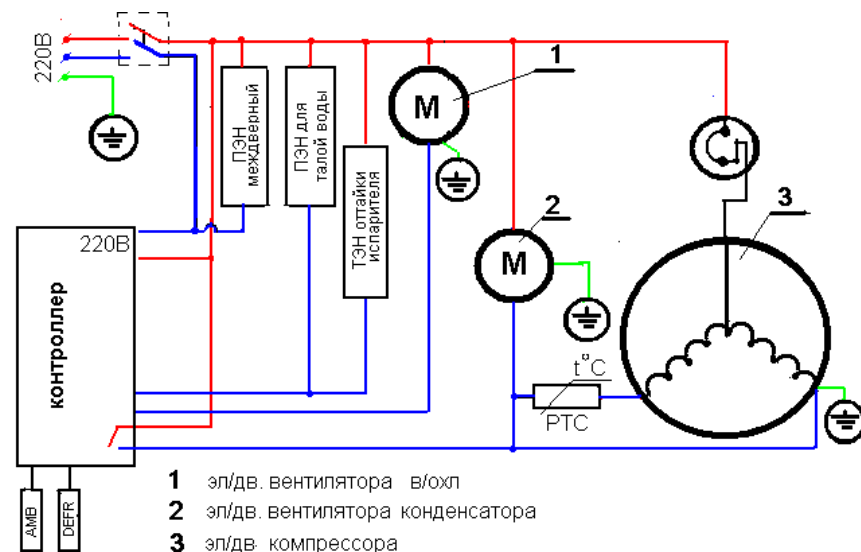 220В
ПЭН
междверный
ПЭН для
талой воды
ТЭН оттайки
испарителя
М
1
М
2
3
220В
контроллер
t°C
РТС
AMB
DEFR
1 эл/дв. вентилятора в/охл
2 эл/дв. вентилятора конденсатора
3 эл/дв. компрессора